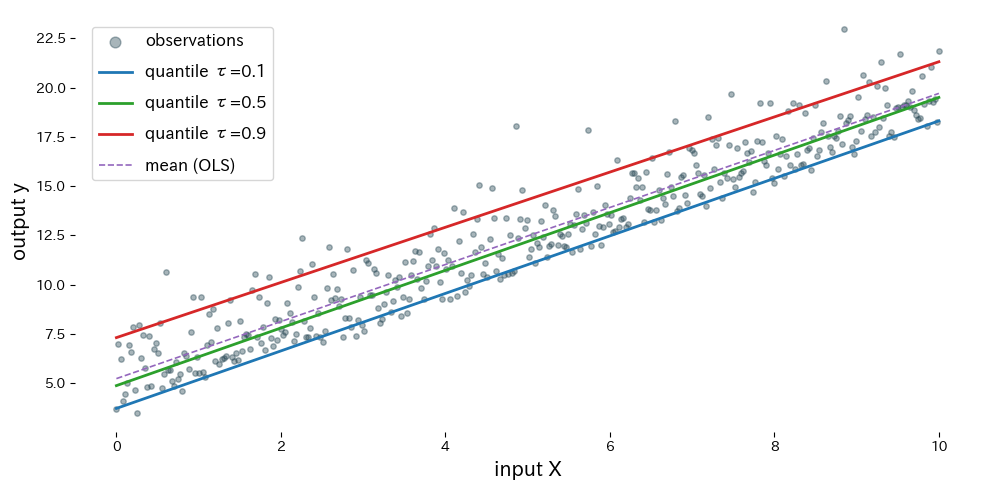 observations
quantile τ=0.1
quantile τ=0.5
quantile τ=0.9
mean (OLS)
output y
22.5
20.0
17.5
15.0
12.5
10.0
7.5
5.0
0 2 4 6 8 10
input X